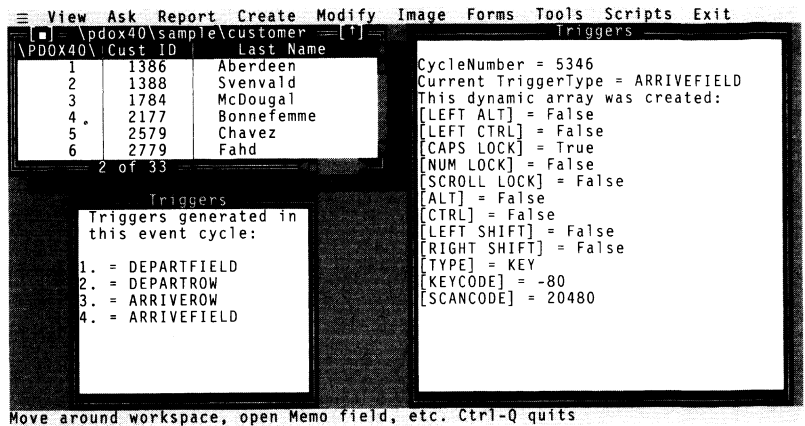 ≡ View Ask Report Create Modify Image Forms Tools Scripts Exit
[■] \pdox40\sample\customer [↑]
\PDOX40\ Cust ID Last Name
1 1386 Aberdeen
2 1388 Svenvald
3 1784 McDougal
4 2177 Bonnefemme
5 2579 Chavez
6 2779 Fahd
2 of 33
Triggers
Triggers generated in
this event cycle:
1. = DEPARTFIELD
2. = DEPARTROW
3. = ARRIVEROW
4. = ARRIVEFIELD
Triggers
CycleNumber = 5346
Current TriggerType = ARRIVEFIELD
This dynamic array was created:
[LEFT ALT] = False
[LEFT CTRL] = False
[CAPS LOCK] = True
[NUM LOCK] = False
[SCROLL LOCK] = False
[ALT] = False
[CTRL] = False
[LEFT SHIFT] = False
[RIGHT SHIFT] = False
[TYPE] = KEY
[KEYCODE] = -80
[SCANCODE] = 20480
Move around workspace, open Memo field, etc. Ctrl-Q quits